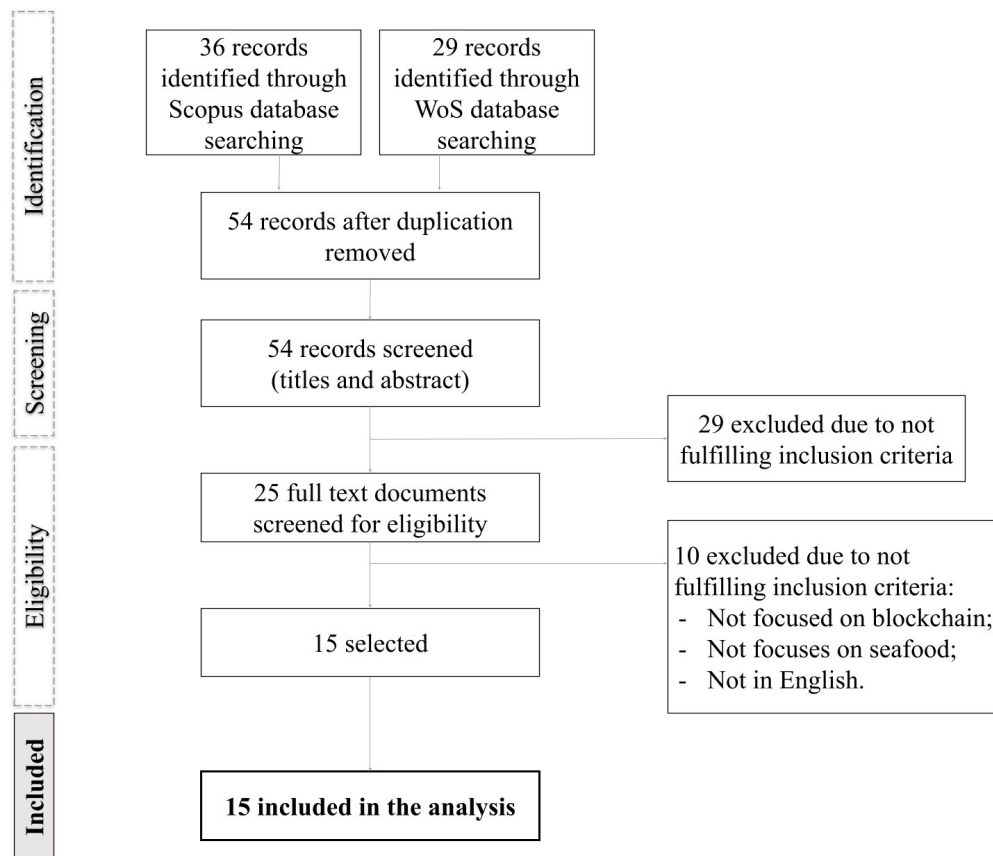 Identification
36 records
identified through
Scopus database
searching
29 records
identified through
WoS database
searching
54 records after duplication
removed
Screening
54 records screened
(titles and abstract)
29 excluded due to not
fulfilling inclusion criteria
Eligibility
25 full text documents
screened for eligibility
10 excluded due to not
fulfilling inclusion criteria:
- Not focused on blockchain;
- Not focuses on seafood;
- Not in English.
15 selected
Included
15 included in the analysis